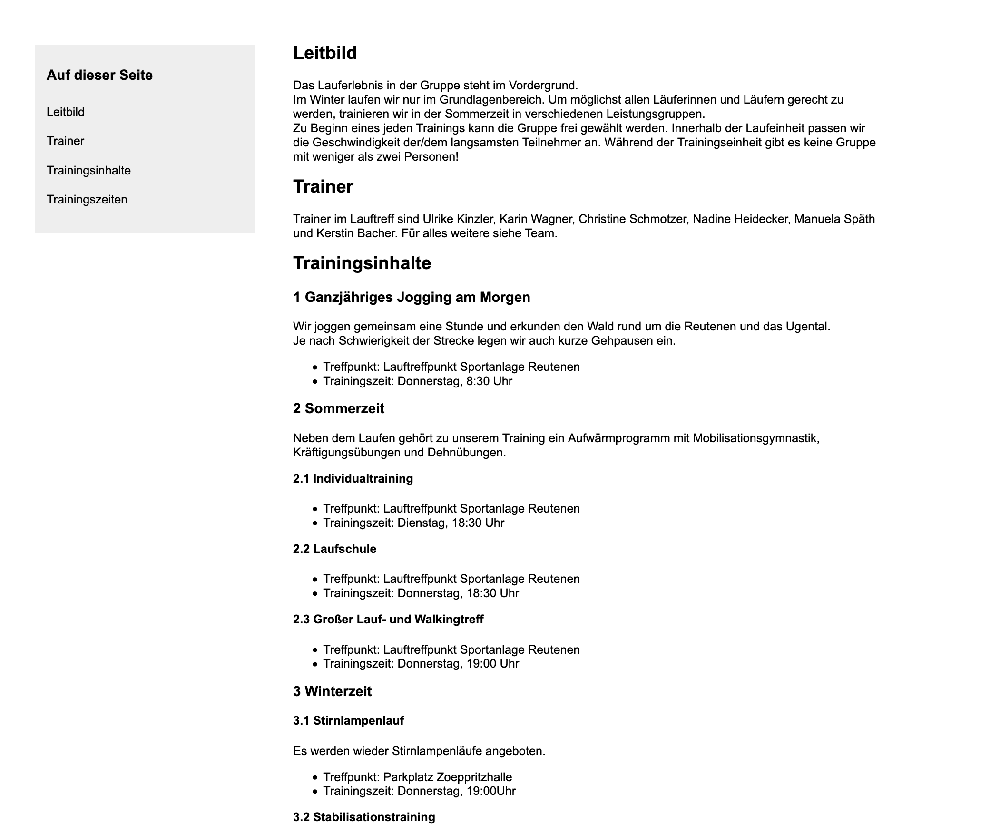 Auf dieser Seite
Leitbild
Trainer
Trainingsinhalte
Trainingszeiten
Leitbild
Das Lauferlebnis in der Gruppe steht im Vordergrund.
Im Winter laufen wir nur im Grundlagenbereich. Um möglichst allen Läuferinnen und Läufern gerecht zu
werden, trainieren wir in der Sommerzeit in verschiedenen Leistungsgruppen.
Zu Beginn eines jeden Trainings kann die Gruppe frei gewählt werden. Innerhalb der Laufeinheit passen wir
die Geschwindigkeit der/dem langsamsten Teilnehmer an. Während der Trainingseinheit gibt es keine Gruppe
mit weniger als zwei Personen!
Trainer
Trainer im Lauftreff sind Ulrike Kinzler, Karin Wagner, Christine Schmotzer, Nadine Heidecker, Manuela Späth
und Kerstin Bacher. Für alles weitere siehe Team.
Trainingsinhalte
1 Ganzjähriges Jogging am Morgen
Wir joggen gemeinsam eine Stunde und erkunden den Wald rund um die Reutenen und das Ugental.
Je nach Schwierigkeit der Strecke legen wir auch kurze Gehpausen ein.
• Treffpunkt: Lauftreffpunkt Sportanlage Reutenen
• Trainingszeit: Donnerstag, 8:30 Uhr
2 Sommerzeit
Neben dem Laufen gehört zu unserem Training ein Aufwärmprogramm mit Mobilisationsgymnastik,
Kräftigungsübungen und Dehnübungen.
2.1 Individualtraining
• Treffpunkt: Lauftreffpunkt Sportanlage Reutenen
• Trainingszeit: Dienstag, 18:30 Uhr
2.2 Laufschule
• Treffpunkt: Lauftreffpunkt Sportanlage Reutenen
• Trainingszeit: Donnerstag, 18:30 Uhr
2.3 Großer Lauf- und Walkingtreff
• Treffpunkt: Lauftreffpunkt Sportanlage Reutenen
• Trainingszeit: Donnerstag, 19:00 Uhr
3 Winterzeit
3.1 Stirnlampenlauf
Es werden wieder Stirnlampenläufe angeboten.
• Treffpunkt: Parkplatz Zoeppritzhalle
• Trainingszeit: Donnerstag, 19:00Uhr
3.2 Stabilisationstraining